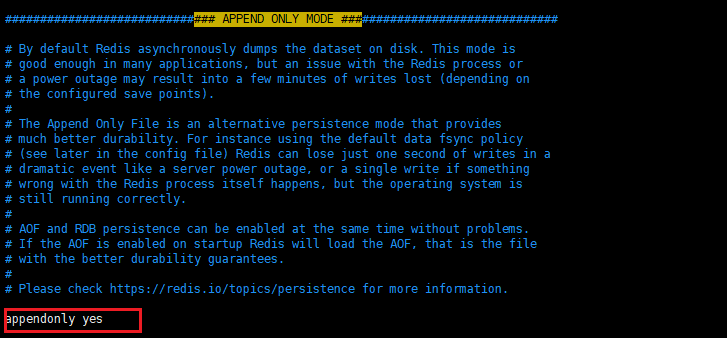 ############################## APPEND ONLY MODE ###############################
# By default Redis asynchronously dumps the dataset on disk. This mode is
# good enough in many applications, but an issue with the Redis process or
# a power outage may result into a few minutes of writes lost (depending on
# the configured save points).
#
# The Append Only File is an alternative persistence mode that provides
# much better durability. For instance using the default data fsync policy
# (see later in the config file) Redis can lose just one second of writes in a
# dramatic event like a server power outage, or a single write if something
# wrong with the Redis process itself happens, but the operating system is
# still running correctly.
#
# AOF and RDB persistence can be enabled at the same time without problems.
# If the AOF is enabled on startup Redis will load the AOF, that is the file
# with the better durability guarantees.
#
# Please check https://redis.io/topics/persistence for more information.
appendonly yes